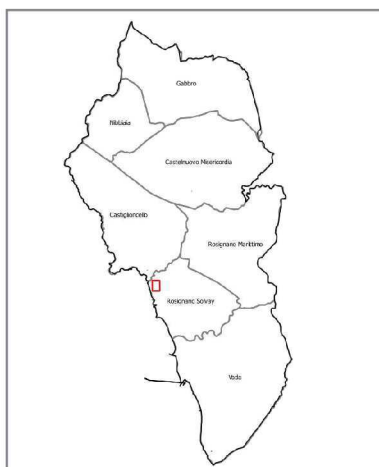 Gabbro
Nibbiaia
Castelnuovo Misericordia
Castiglioncello
Rosignano Marittimo
Rosignano Solvay
Vada